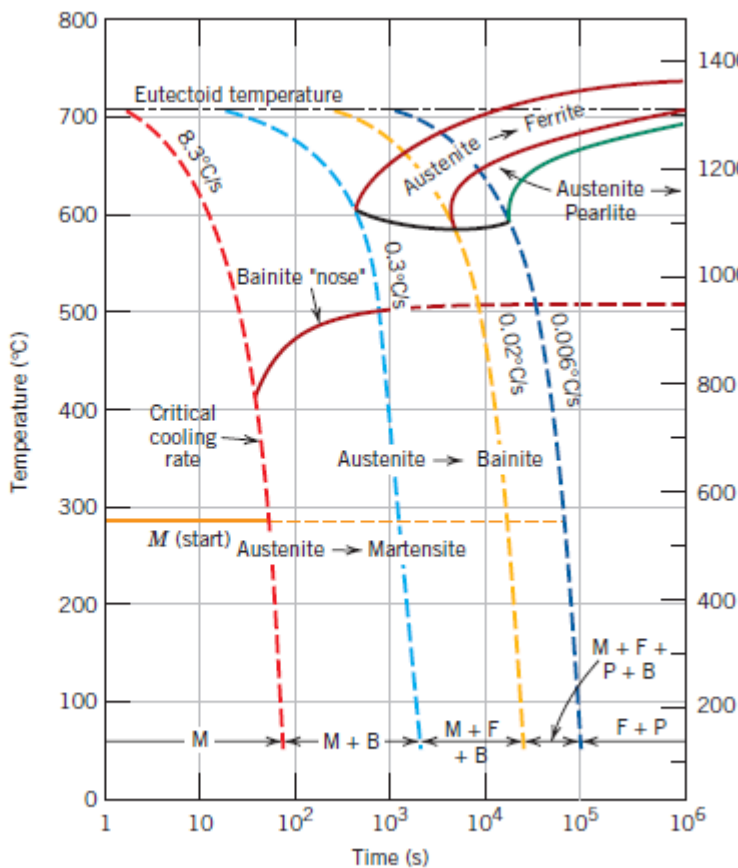 800
700
600
500
400
300
200
100
0
Temperature (°C)
1
10
10²
10³
10⁴
10⁵
10⁶
Time (s)
1400
1200
1000
800
600
400
200
Eutectoid temperature
8.3°C/s
0.3°C/s
0.02°C/s
0.006°C/s
Austenite → Ferrite
Austenite →
Pearlite
Bainite "nose"
Critical
cooling
rate
Austenite → Bainite
M (start)
Austenite → Martensite
M + F +
P + B
M
M + B
M + F
+ B
F + P